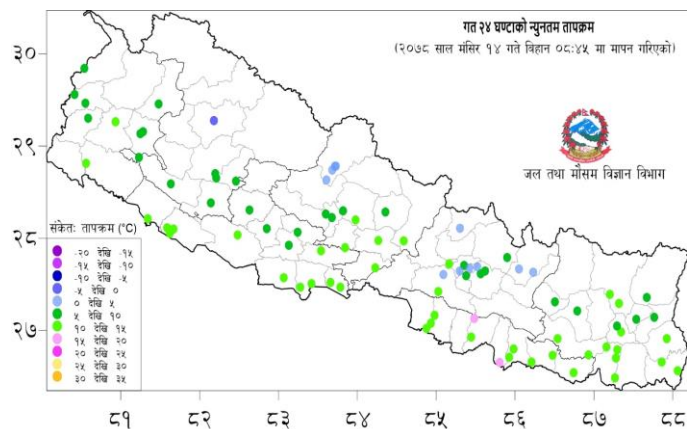 गत २४ घण्टाको न्युनतम तापक्रम
(२०७८ साल मंसिर १४ गते विहान ०८:४५ मा मापन गरिएको)
जल तथा मौसम विज्ञान विभाग
३०
२९
२८
२७
संकेतः तापक्रम (°C)
-२० देखि -१५
-१५ देखि -१०
-१० देखि -५
-५ देखि ०
० देखि ५
५ देखि १०
१० देखि १५
१५ देखि २०
२० देखि २५
२५ देखि ३०
३० देखि ३५
८१ ८२ ८३ ८४ ८५ ८६ ८७ ८८